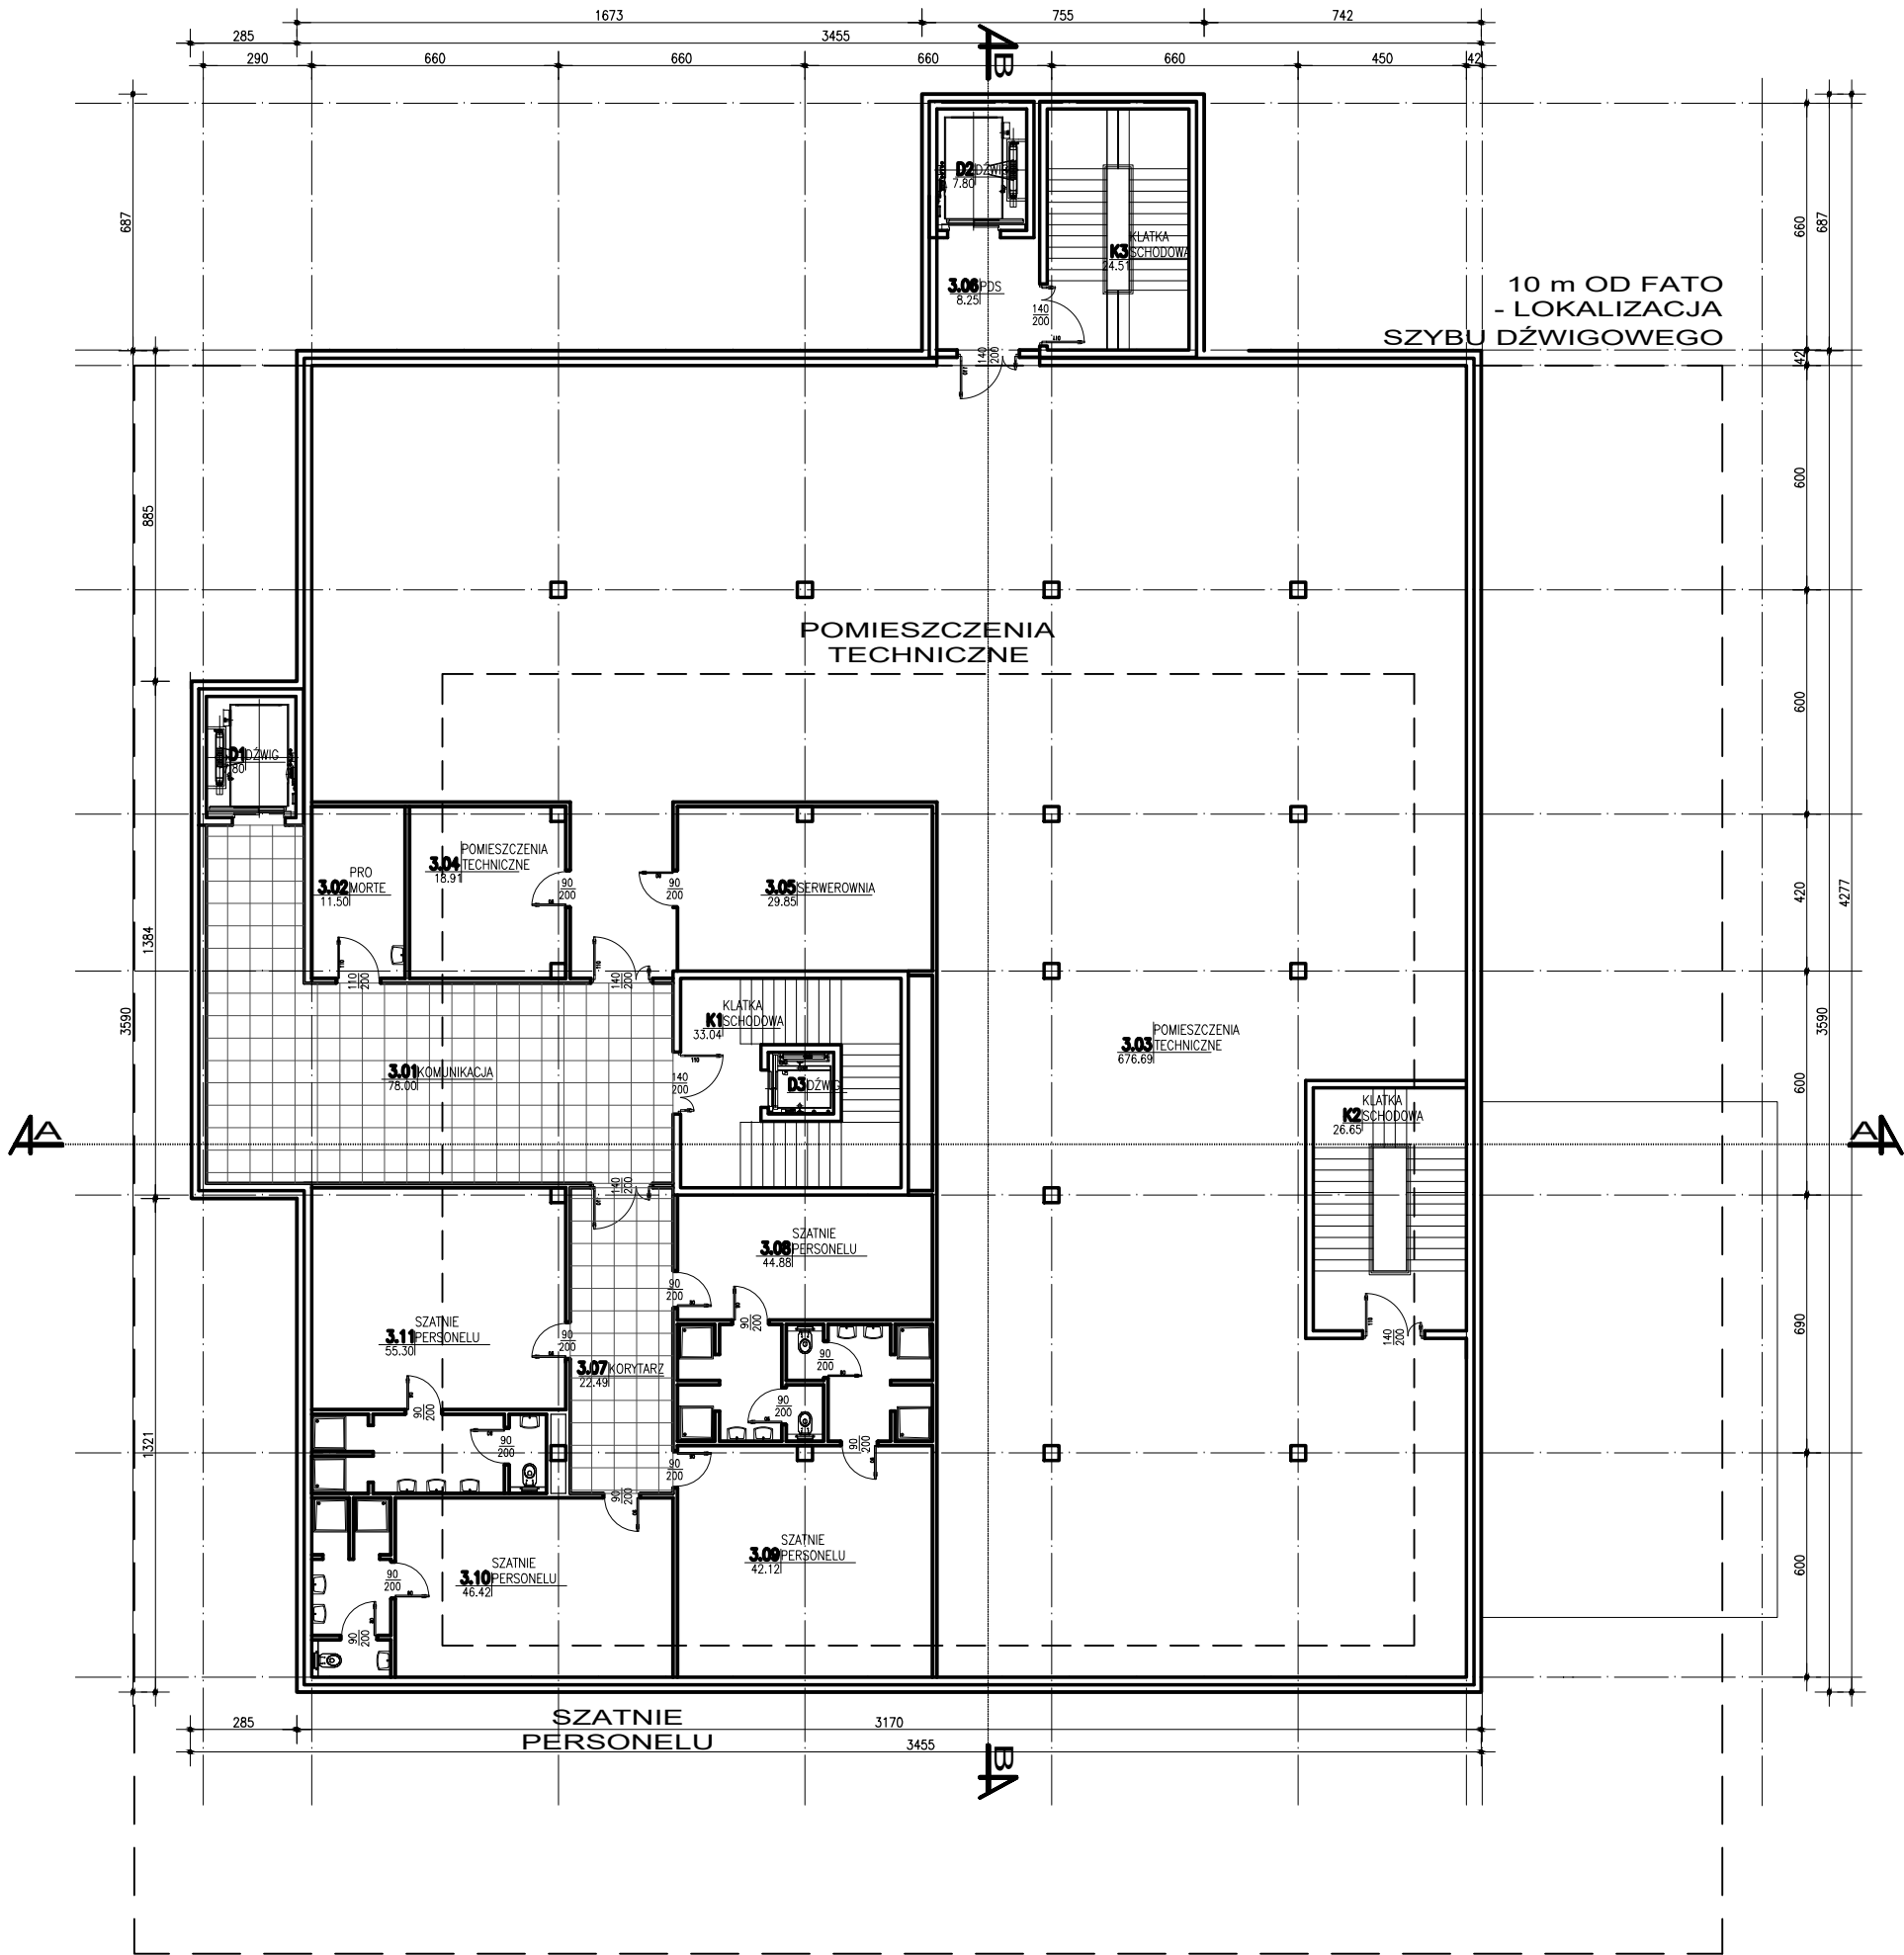 1673
755
742
285
3455
290
660
660
660
660
450
42
B
687
660
687
D2 DŹWIG
7.80
KLATKA
K3 SCHODOWA
24.51
3.06 PDS
8.25
140
200
140
200
10 m OD FATO
- LOKALIZACJA
SZYBU DŹWIGOWEGO
42
885
600
POMIESZCZENIA
TECHNICZNE
600
D1 DŹWIG
POMIESZCZENIA
3.04 TECHNICZNE
18.91
PRO
3.02 MORTE
11.50
3.05 SERWEROWNIA
29.85
90
200
90
200
420
4277
1384
110
200
140
200
3590
3590
KLATKA
K1 SCHODOWA
33.04
POMIESZCZENIA
3.03 TECHNICZNE
676.69
3.01 KOMUNIKACJA
78.00
140
200
D3 DŹWIG
600
KLATKA
K2 SCHODOWA
26.65
A
A
140
200
SZATNIE
3.08 PERSONELU
44.88
90
200
90
200
SZATNIE
3.11 PERSONELU
55.30
90
200
3.07 KORYTARZ
22.49
90
200
140
200
690
90
200
90
200
1321
90
200
90
200
90
200
90
200
SZATNIE
3.09 PERSONELU
42.12
SZATNIE
3.10 PERSONELU
46.42
90
200
90
200
600
SZATNIE
PERSONELU
285
3170
3455
B